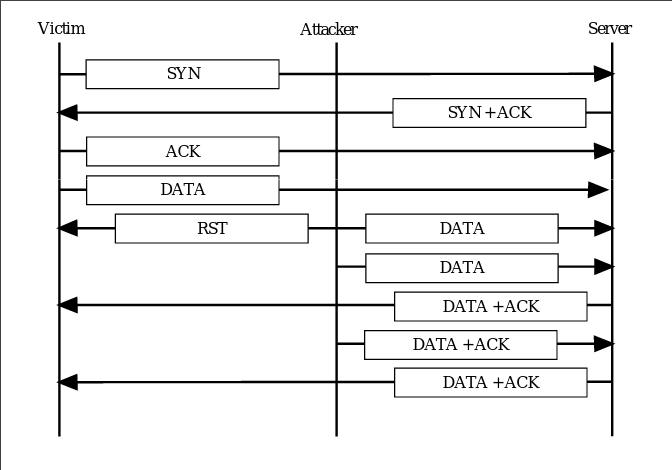 Victim Attacker Server
SYN
SYN+ACK
ACK
DATA
RST DATA
DATA
DATA +ACK
DATA +ACK
DATA +ACK